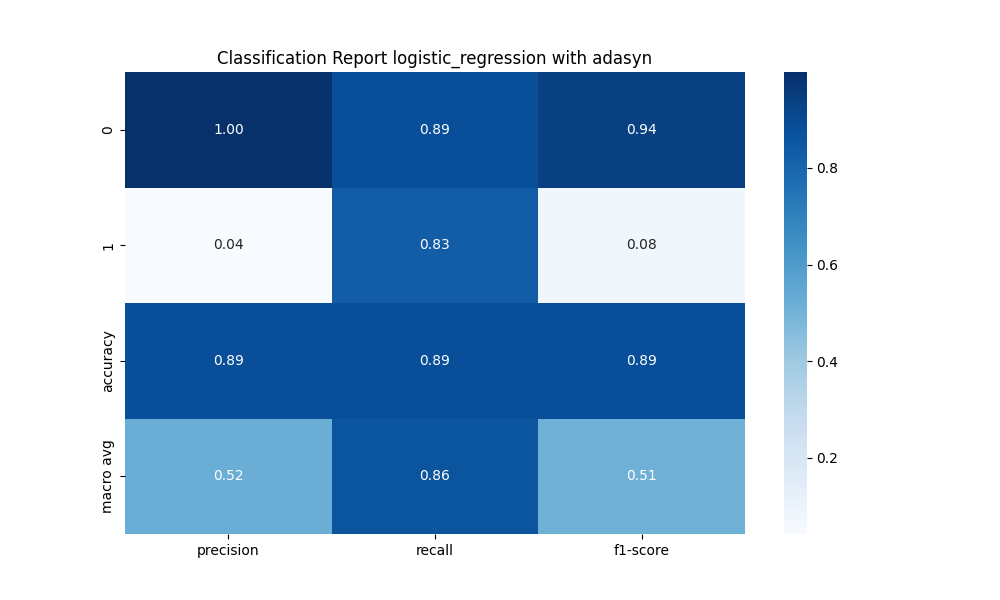 Classification Report logistic_regression with adasyn
0 1.00 0.89 0.94
1 0.04 0.83 0.08
accuracy 0.89 0.89 0.89
macro avg 0.52 0.86 0.51
precision recall f1-score
0.8
0.6
0.4
0.2